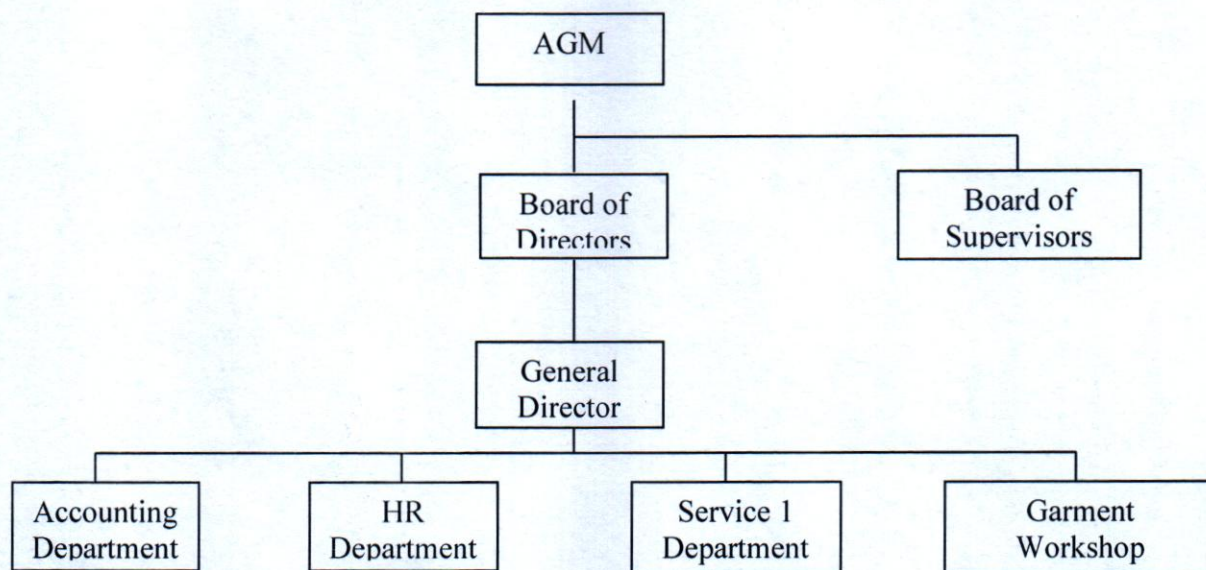 AGM
Board of
Directors
Board of
Supervisors
General
Director
Accounting
Department
HR
Department
Service 1
Department
Garment
Workshop